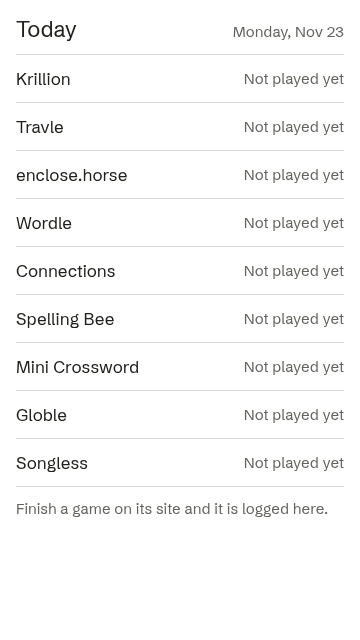 Today Monday, Nov 23
Krillion Not played yet
Travle Not played yet
enclose.horse Not played yet
Wordle Not played yet
Connections Not played yet
Spelling Bee Not played yet
Mini Crossword Not played yet
Globle Not played yet
Songless Not played yet
Finish a game on its site and it is logged here.